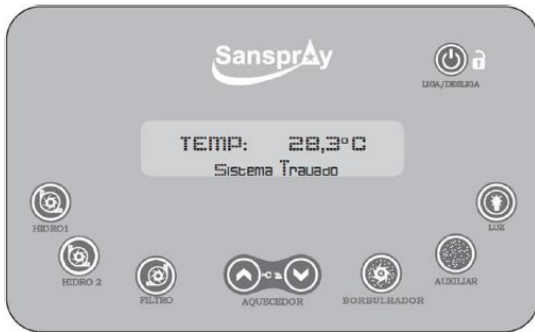 Sanspray
LIGA/DESLIGA
TEMP: 28,3°C
Sistema Travado
HIDRO1
LUZ
HIDRO 2
AUXILIAR
FILTRO
AQUECEDOR
BORBULHADOR